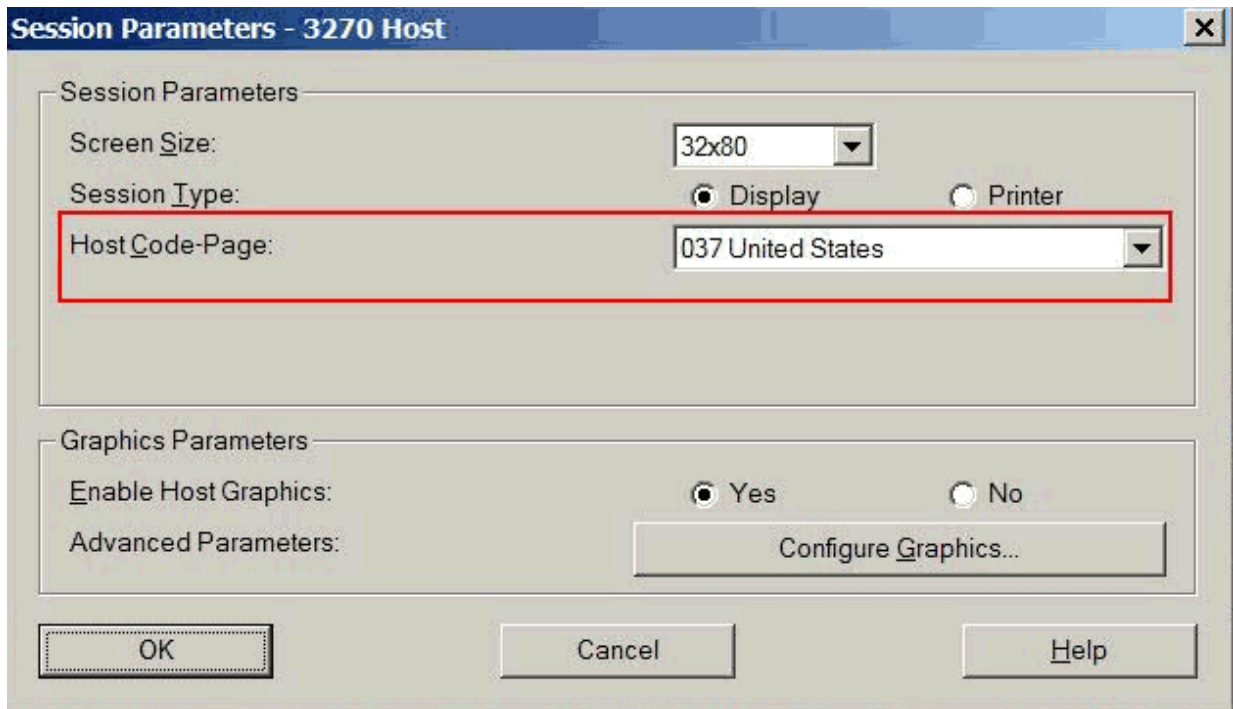 Session Parameters - 3270 Host
Session Parameters
Screen Size: 32x80
Session Type: Display Printer
Host Code-Page: 037 United States
Graphics Parameters
Enable Host Graphics: Yes No
Advanced Parameters: Configure Graphics...
OK Cancel Help